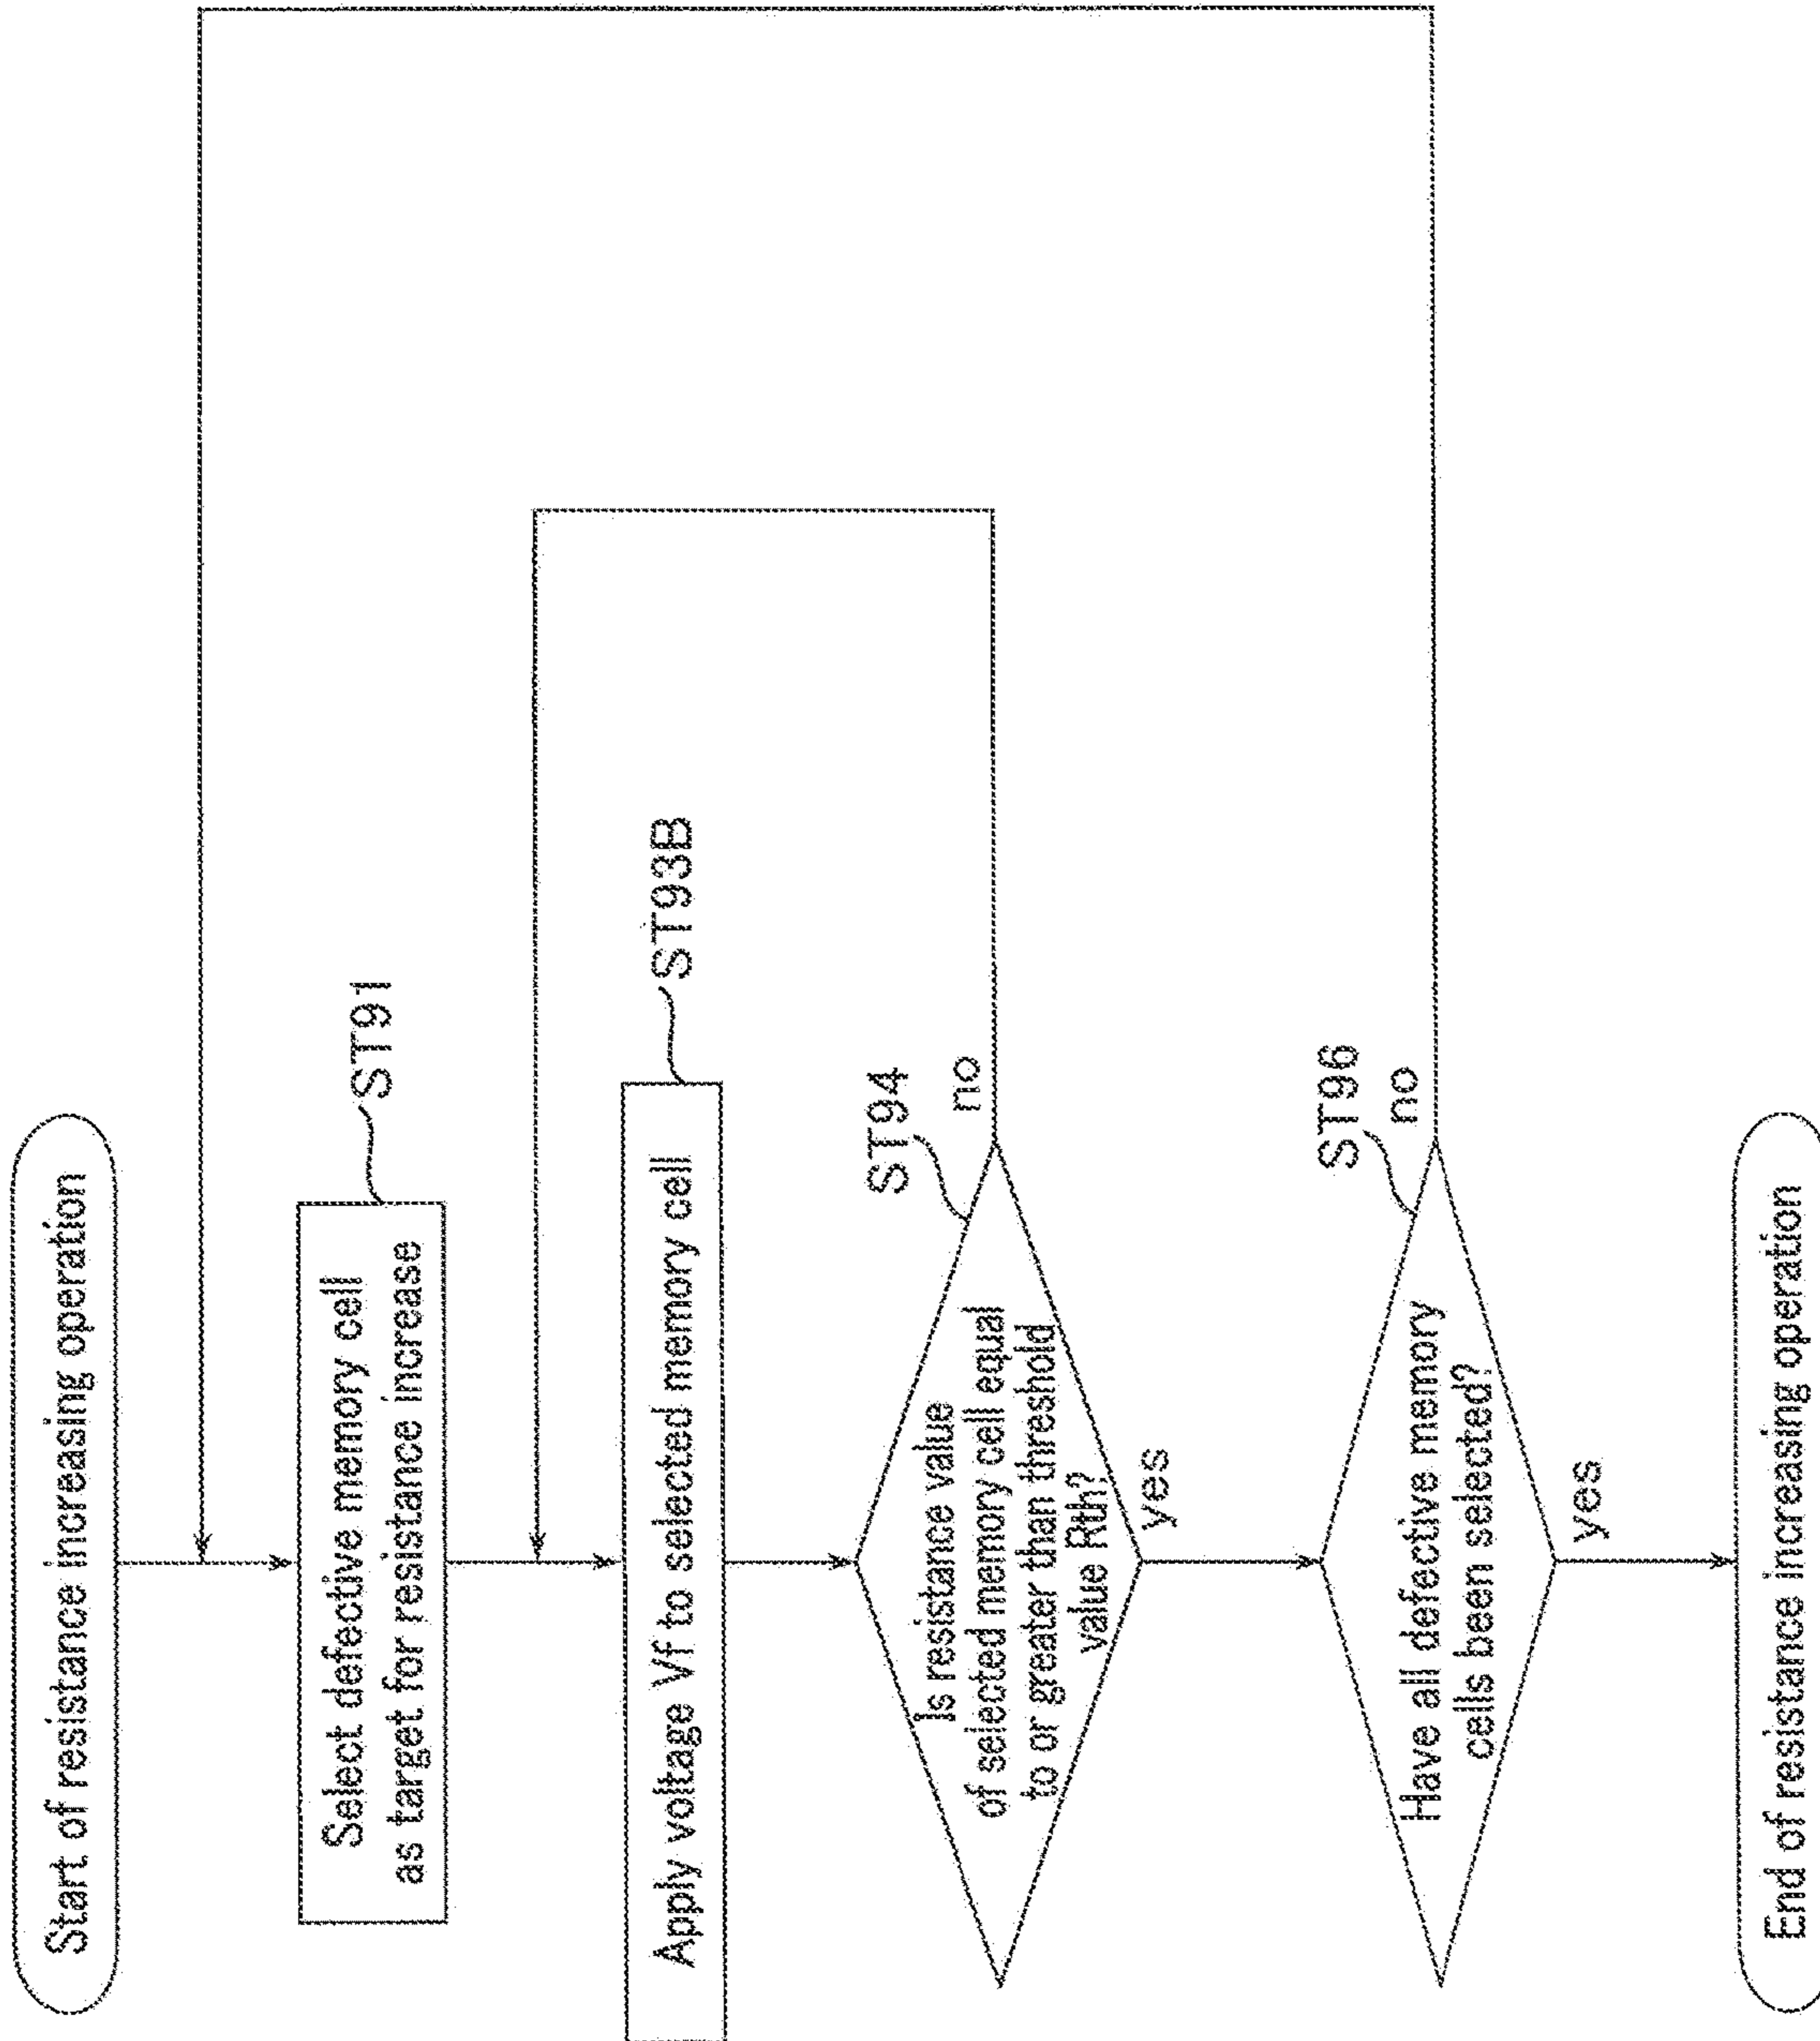 Start of resistance increasing operation
Select defective memory cell
as target for resistance increase
ST91
Apply voltage Vf to selected memory cell
ST93B
Is resistance value
of selected memory cell equal
to or greater than threshold
value Rth?
ST94
no
yes
Have all defective memory
cells been selected?
ST96
no
yes
End of resistance increasing operation